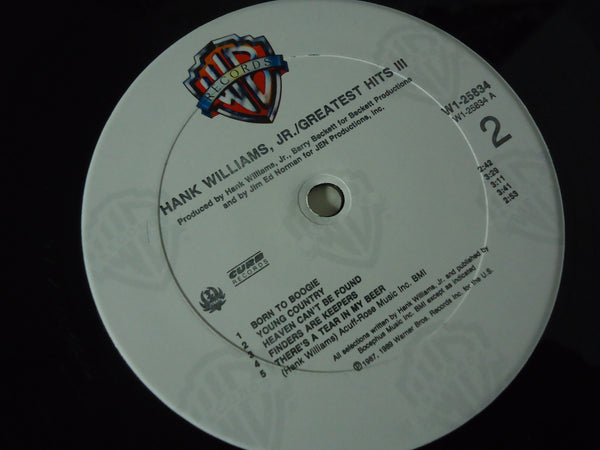 WB
RECORDS
HANK WILLIAMS, JR./GREATEST HITS III
Produced by Hank Williams, Jr., Barry Beckett for Beckett Productions
and by Jim Ed Norman for JEN Productions, Inc.
W1-25834
W1-25834 A
2
CURB
RECORDS
1 BORN TO BOOGIE 2:42
2 YOUNG COUNTRY
3 HEAVEN CAN'T BE FOUND 3:11
4 FINDERS ARE KEEPERS 3:41
5 THERE'S A TEAR IN MY BEER 2:53
(Hank Williams) Acuff-Rose Music Inc. BMI
All selections written by Hank Williams, Jr. and published by
Bocephus Music Inc. BMI except as indicated.
℗1987, 1989 Warner Bros. Records Inc. for the U.S.